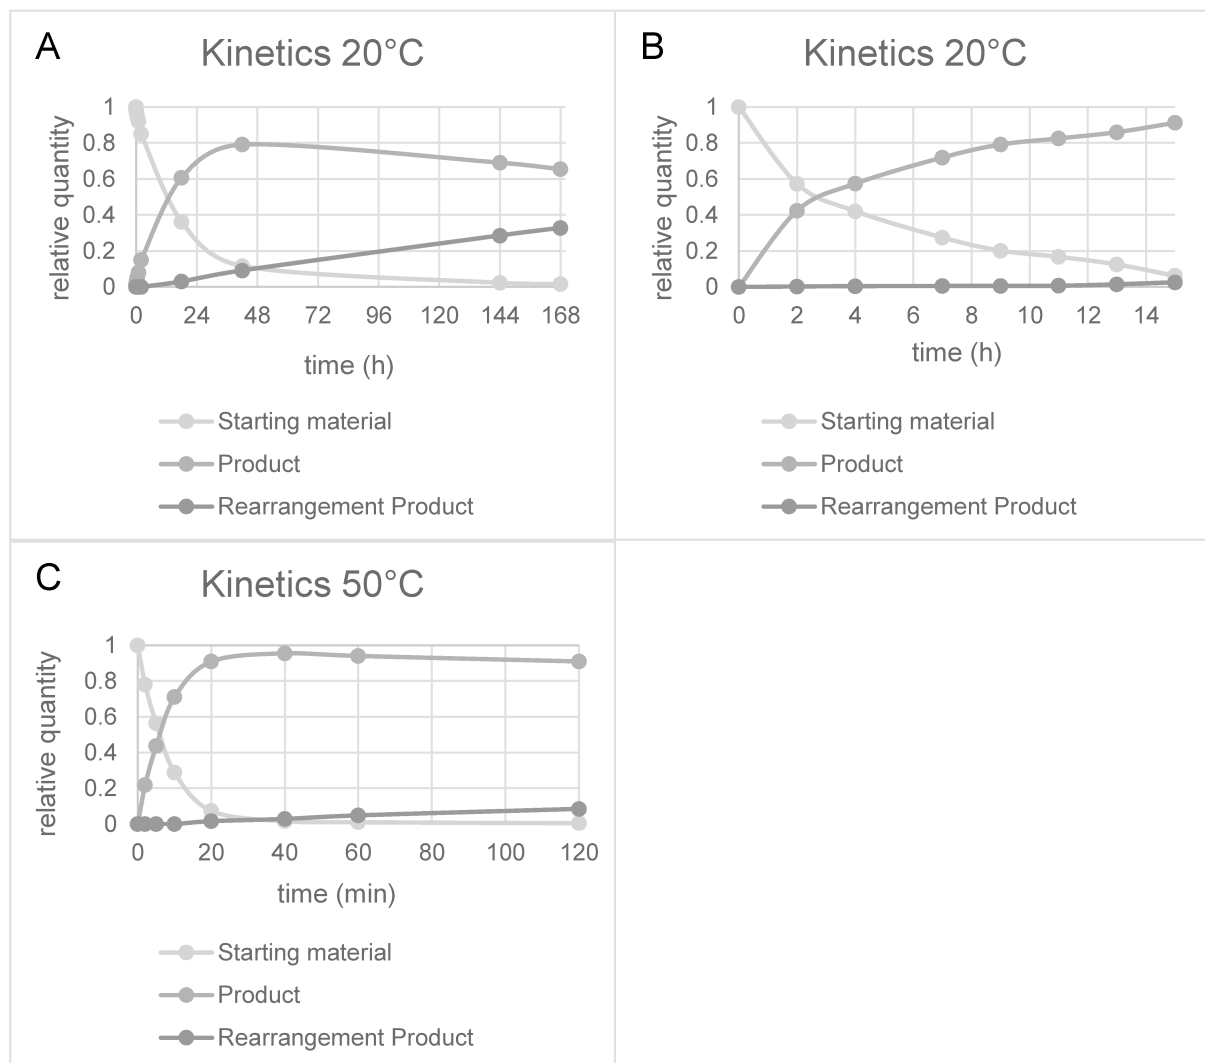 A
Kinetics 20°C
1
0.8
0.6
0.4
0.2
0
relative quantity
0 24 48 72 96 120 144 168
time (h)
Starting material
Product
Rearrangement Product
B
Kinetics 20°C
1
0.8
0.6
0.4
0.2
0
relative quantity
0 2 4 6 8 10 12 14
time (h)
Starting material
Product
Rearrangement Product
C
Kinetics 50°C
1
0.8
0.6
0.4
0.2
0
relative quantity
0 20 40 60 80 100 120
time (min)
Starting material
Product
Rearrangement Product